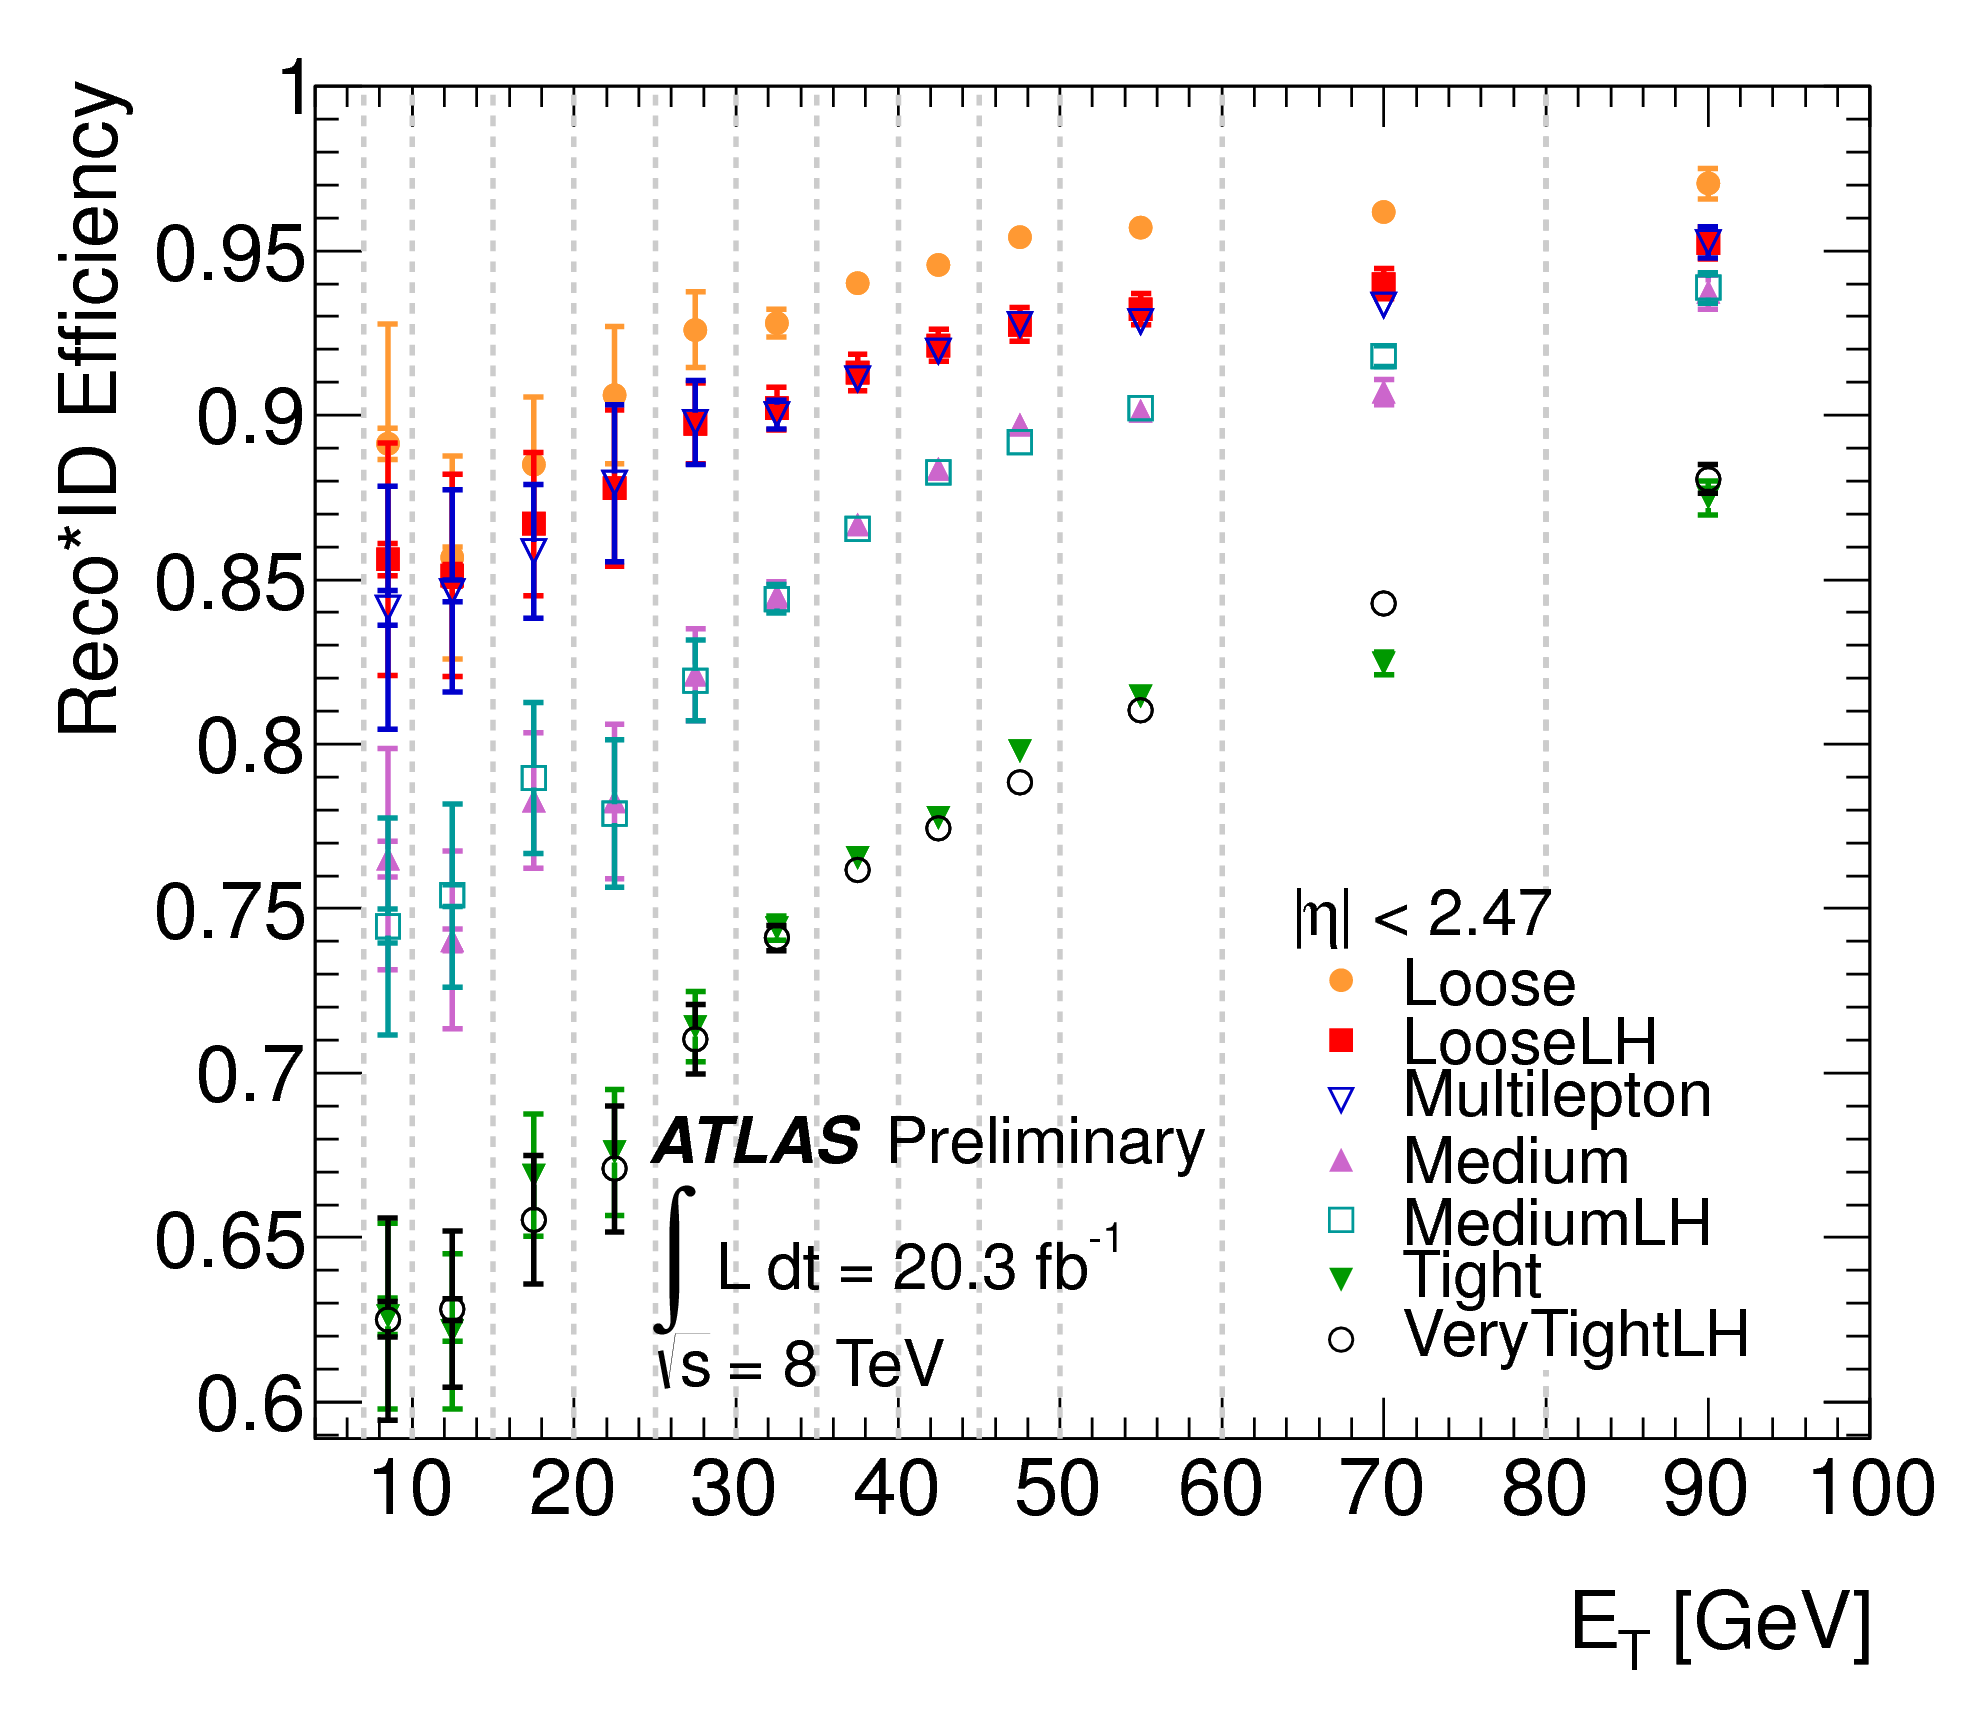 Reco*ID Efficiency
1
0.95
0.9
0.85
0.8
0.75
0.7
0.65
0.6
|η| < 2.47
Loose
LooseLH
Multilepton
Medium
MediumLH
Tight
VeryTightLH
ATLAS Preliminary
∫ L dt = 20.3 fb⁻¹
√s = 8 TeV
10 20 30 40 50 60 70 80 90 100
E_T [GeV]